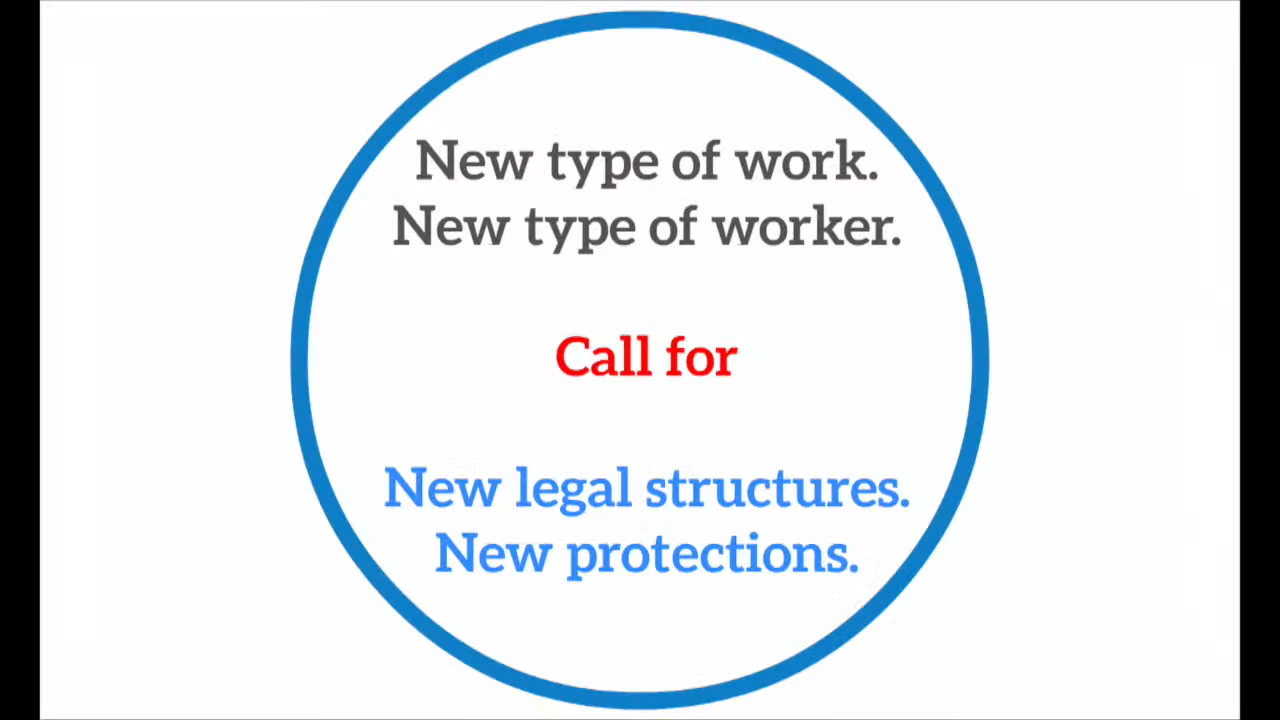 New type of work.
New type of worker.
Call for
New legal structures.
New protections.